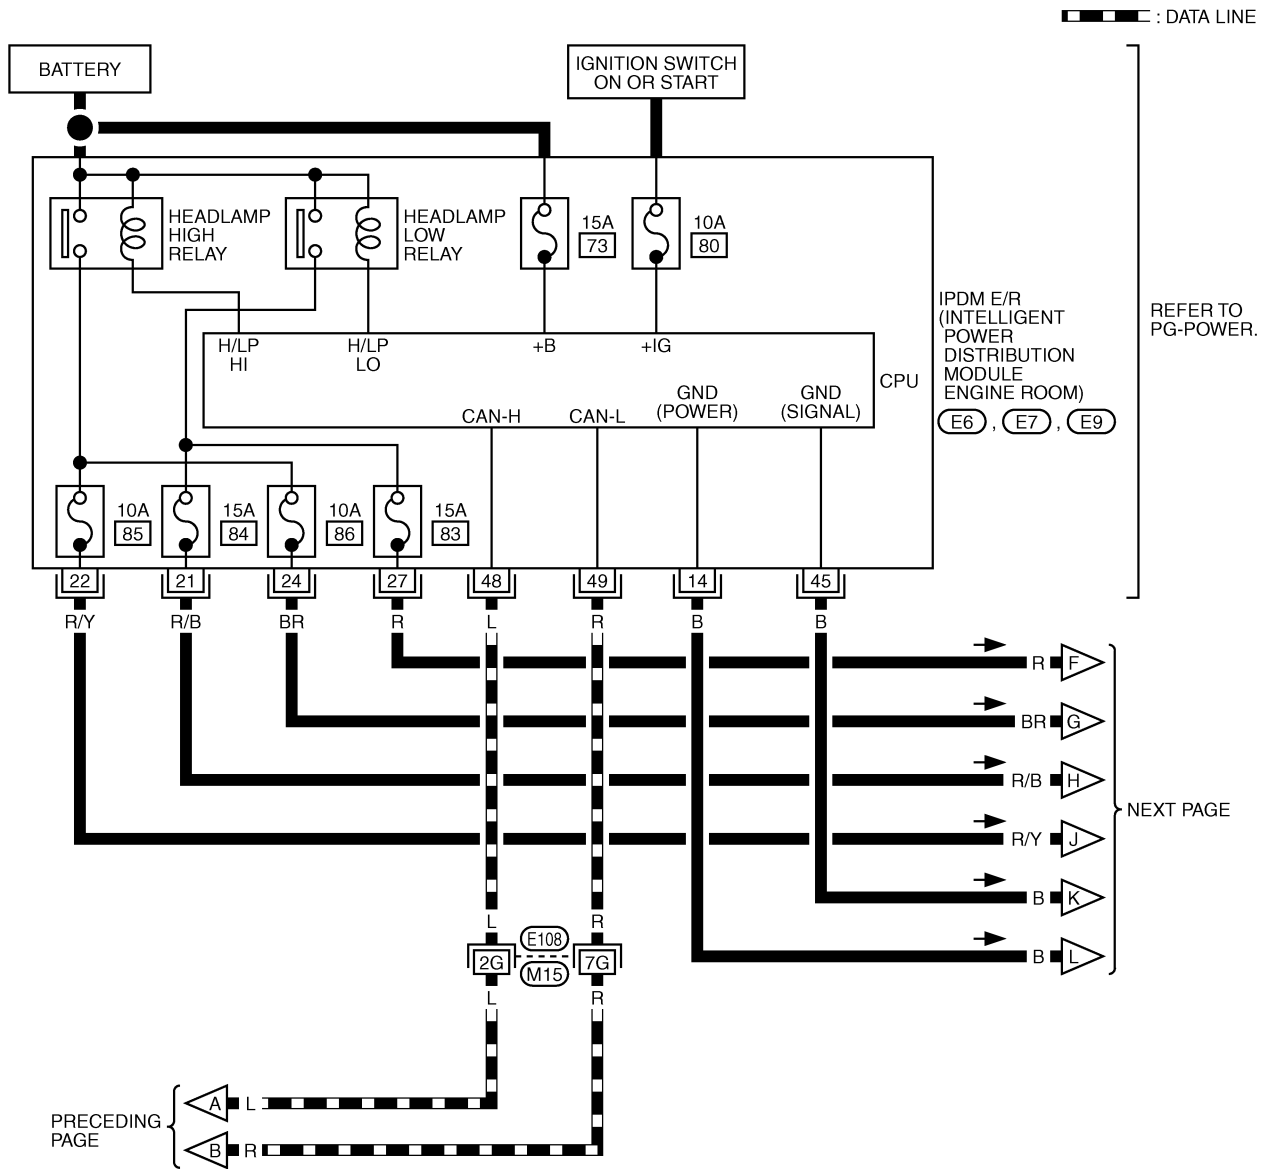 : DATA LINE
BATTERY
IGNITION SWITCH
ON OR START
HEADLAMP
HIGH
RELAY
HEADLAMP
LOW
RELAY
15A
73
10A
80
IPDM E/R
(INTELLIGENT
POWER
DISTRIBUTION
MODULE
ENGINE ROOM)
E6 , E7 , E9
REFER TO
PG-POWER.
H/LP
HI
H/LP
LO
+B
+IG
CPU
CAN-H
CAN-L
GND
(POWER)
GND
(SIGNAL)
10A
85
15A
84
10A
86
15A
83
22
21
24
27
48
49
14
45
R/Y
R/B
BR
R
L
R
B
B
R F
BR G
R/B H
R/Y J
B K
B L
NEXT PAGE
L
R
E108
2G
7G
M15
L
R
PRECEDING
PAGE
A L
B R